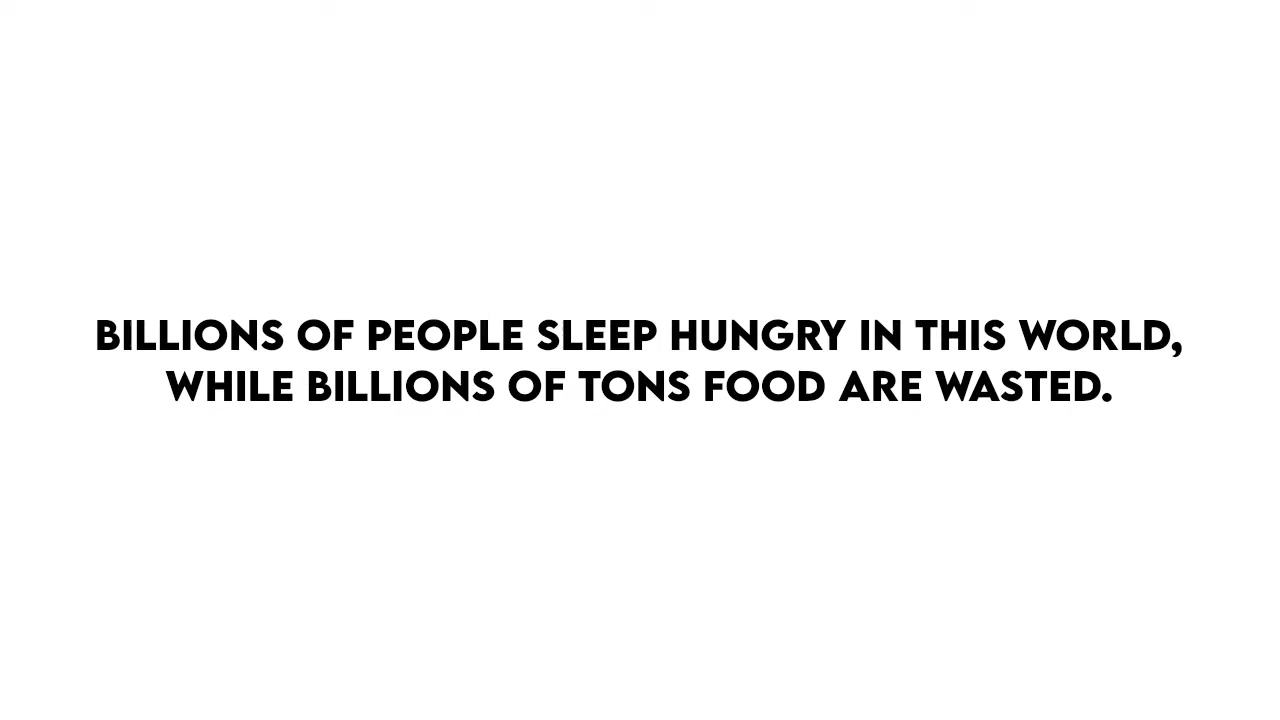 BILLIONS OF PEOPLE SLEEP HUNGRY IN THIS WORLD,
WHILE BILLIONS OF TONS FOOD ARE WASTED.